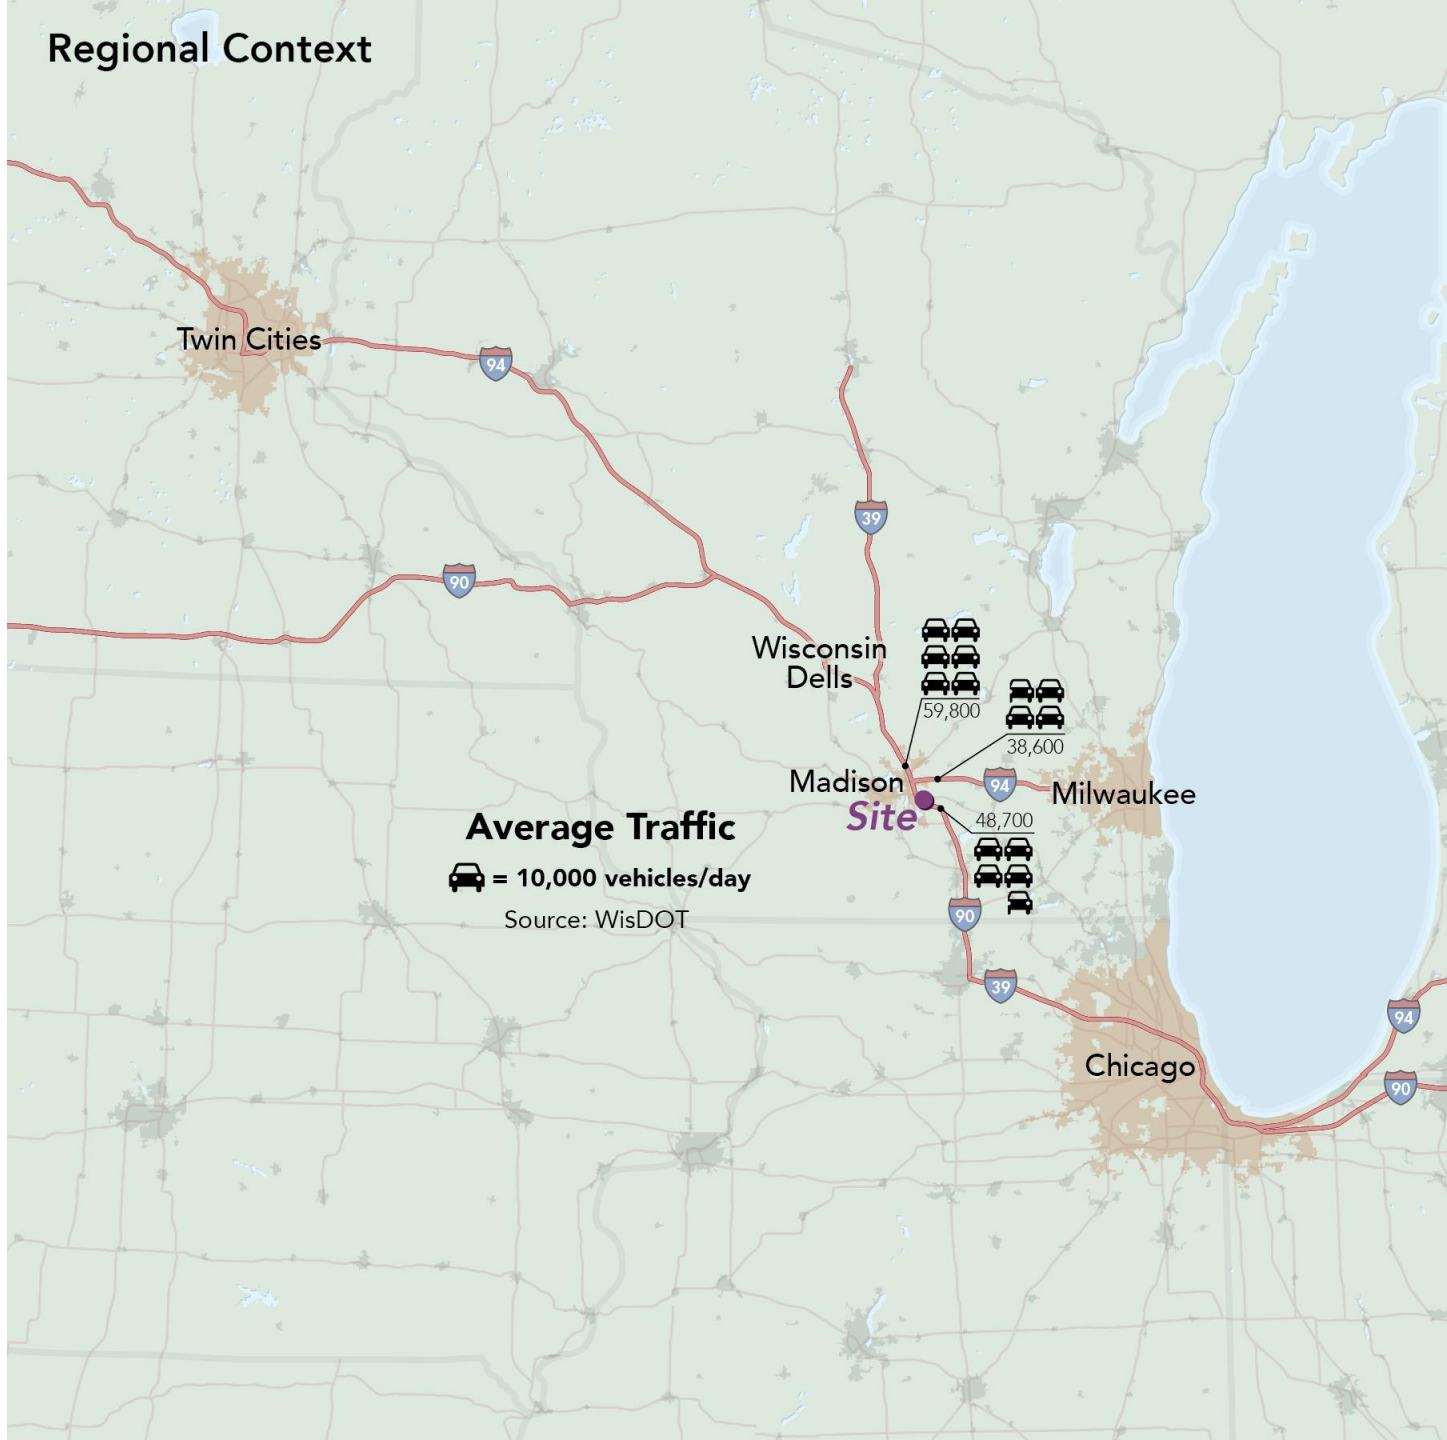 Regional Context
Twin Cities
94
39
90
Wisconsin
Dells
59,800
38,600
Madison
94
Milwaukee
Site
48,700
Average Traffic
= 10,000 vehicles/day
Source: WisDOT
90
39
94
Chicago
90